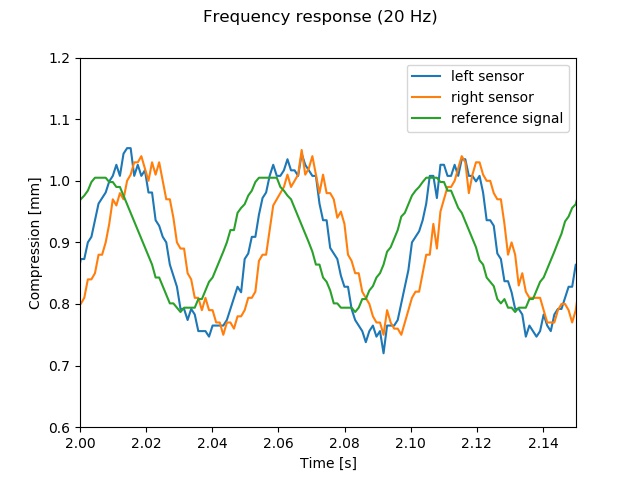 Frequency response (20 Hz)
1.2
1.1
1.0
0.9
0.8
0.7
0.6
Compression [mm]
left sensor
right sensor
reference signal
2.00 2.02 2.04 2.06 2.08 2.10 2.12 2.14
Time [s]